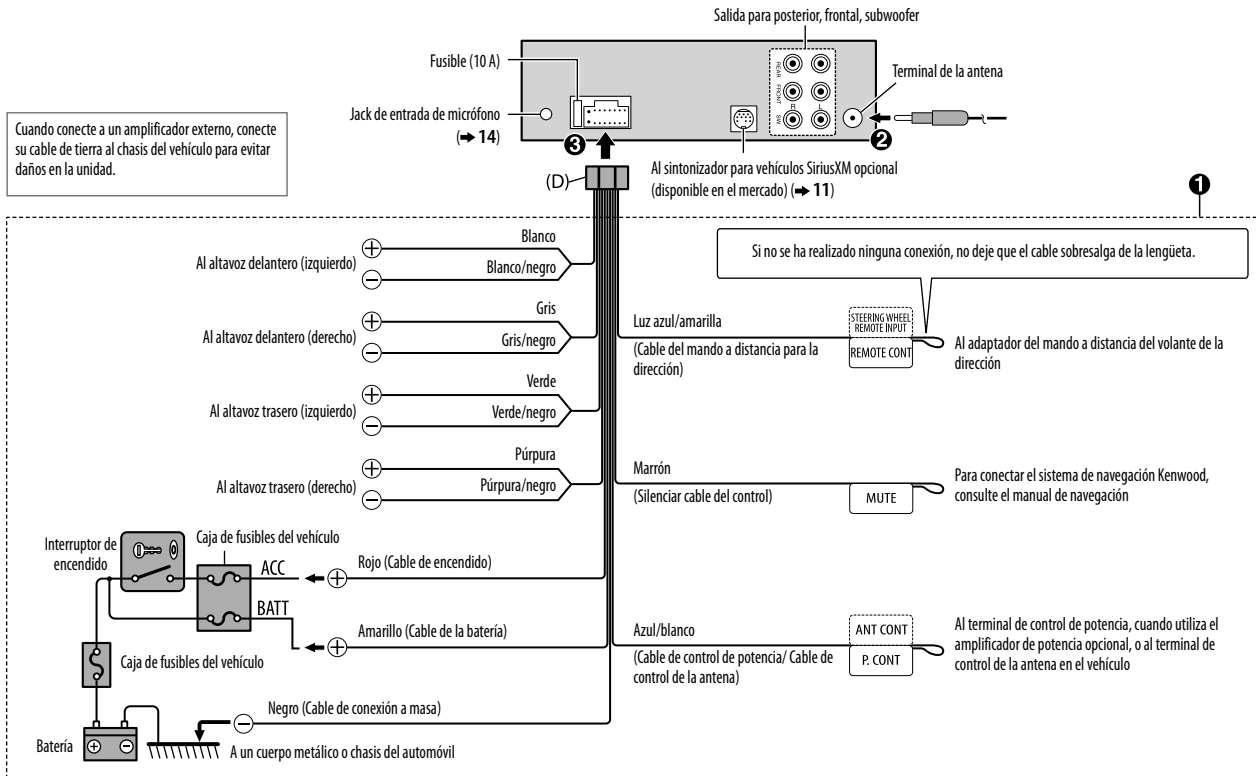 Salida para posterior, frontal, subwoofer
Fusible (10 A)
Terminal de la antena
REAR
FRONT
R
L
SW
Jack de entrada de micrófono
(➜ 14)
❸
❷
Cuando conecte a un amplificador externo, conecte
su cable de tierra al chasis del vehículo para evitar
daños en la unidad.
Al sintonizador para vehículos SiriusXM opcional
(disponible en el mercado) (➜ 11)
(D)
❶
Si no se ha realizado ninguna conexión, no deje que el cable sobresalga de la lengüeta.
Al altavoz delantero (izquierdo)
Blanco
Blanco/negro
Al altavoz delantero (derecho)
Gris
Gris/negro
Al altavoz trasero (izquierdo)
Verde
Verde/negro
Al altavoz trasero (derecho)
Púrpura
Púrpura/negro
Luz azul/amarilla
(Cable del mando a distancia para la
dirección)
STEERING WHEEL
REMOTE INPUT
REMOTE CONT
Al adaptador del mando a distancia del volante de la
dirección
Marrón
(Silenciar cable del control)
MUTE
Para conectar el sistema de navegación Kenwood,
consulte el manual de navegación
Interruptor de
encendido
Caja de fusibles del vehículo
ACC
Rojo (Cable de encendido)
BATT
Amarillo (Cable de la batería)
Caja de fusibles del vehículo
Azul/blanco
(Cable de control de potencia/ Cable de
control de la antena)
ANT CONT
P. CONT
Al terminal de control de potencia, cuando utiliza el
amplificador de potencia opcional, o al terminal de
control de la antena en el vehículo
Negro (Cable de conexión a masa)
Batería
A un cuerpo metálico o chasis del automóvil